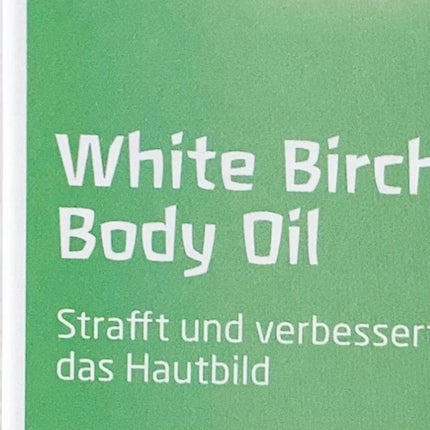 White Birch
Body Oil
Strafft und verbessert
das Hautbild